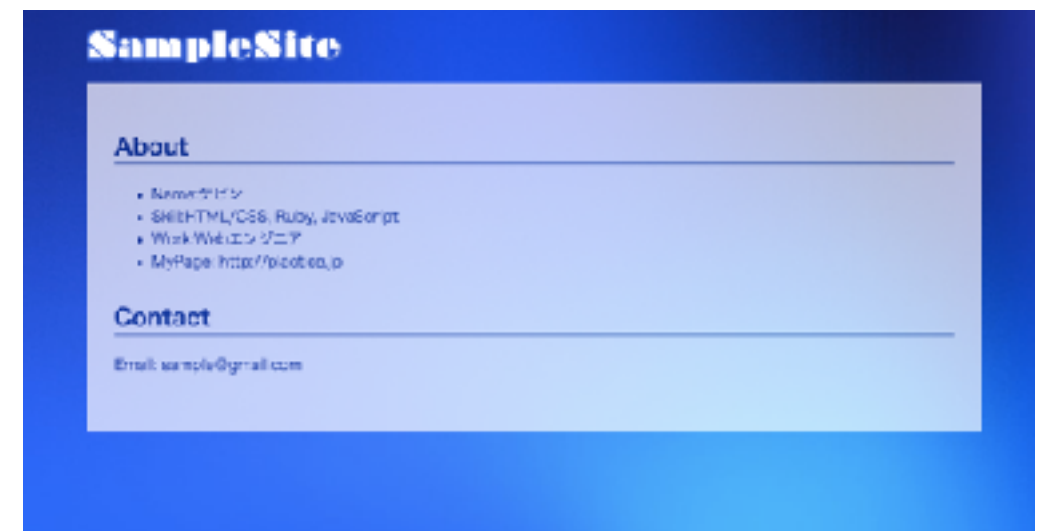 SampleSite
About
Name:
Skill:HTML/CSS, Ruby, JavaScript
Work:Webエンジニア
MyPage: http://
Contact
Email: sample@gmail.com